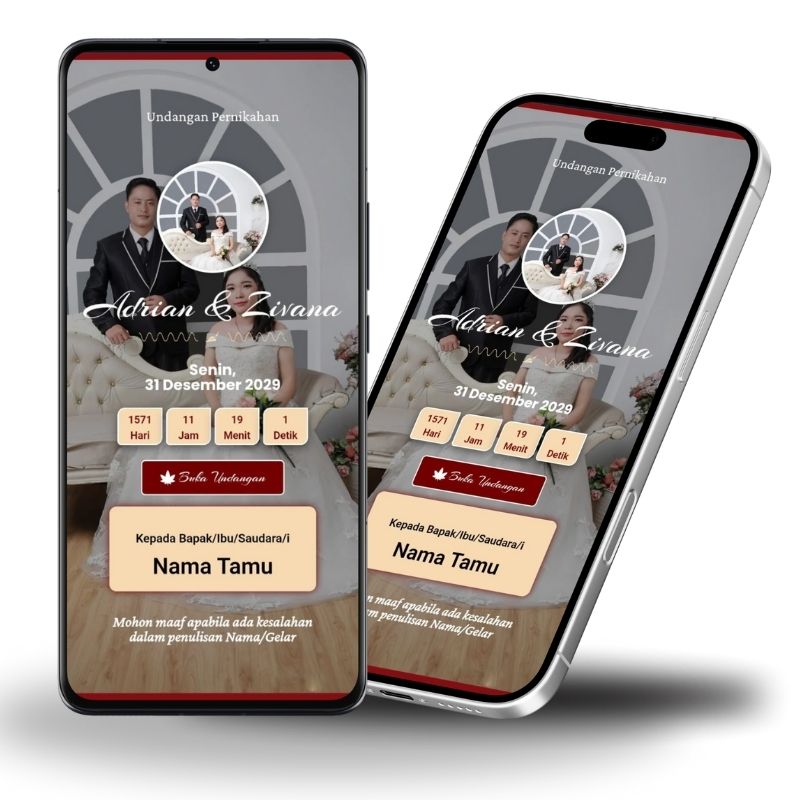 Undangan Pernikahan
Adrian & Zivana
Senin,
31 Desember 2029
1571 11 19 1
Hari Jam Menit Detik
Buka Undangan
Kepada Bapak/Ibu/Saudara/i
Nama Tamu
Mohon maaf apabila ada kesalahan
dalam penulisan Nama/Gelar
Undangan Pernikahan
Adrian & Zivana
Senin,
31 Desember 2029
1571 11 19 1
Hari Jam Menit Detik
Buka Undangan
Kepada Bapak/Ibu/Saudara/i
Nama Tamu
maaf apabila ada kesalahan
penulisan Nama/Gelar